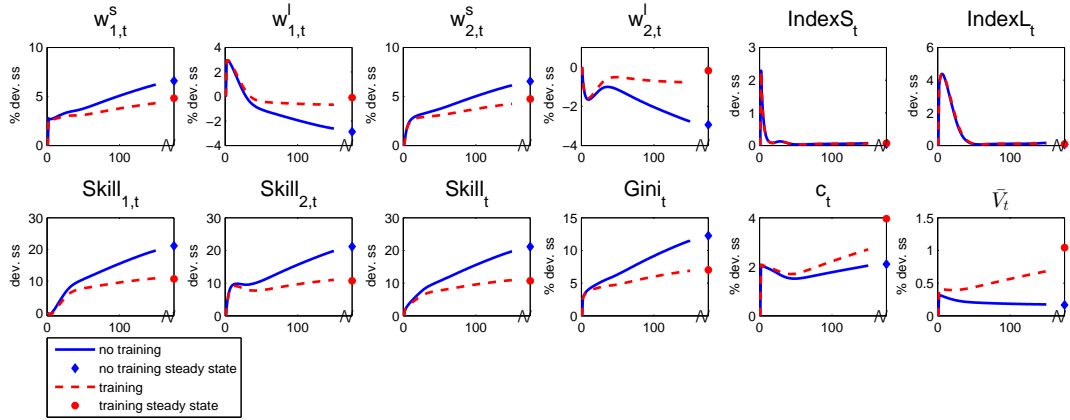 w^s_{1,t} w^l_{1,t} w^s_{2,t} w^l_{2,t} IndexS_t IndexL_t
% dev. ss 10 5 0 0 100
% dev. ss 4 2 0 −2 −4 0 100
% dev. ss 10 5 0 0 100
% dev. ss 0 −2 −4 0 100
dev. ss 3 2 1 0 0 100
dev. ss 6 4 2 0 0 100
Skill_{1,t} Skill_{2,t} Skill_t Gini_t c_t V̄_t
dev. ss 30 20 10 0 0 100
dev. ss 30 20 10 0 0 100
dev. ss 30 20 10 0 0 100
% dev. ss 15 10 5 0 0 100
% dev. ss 4 2 0 0 100
% dev. ss 1.5 1 0.5 0 0 100
no training
no training steady state
training
training steady state